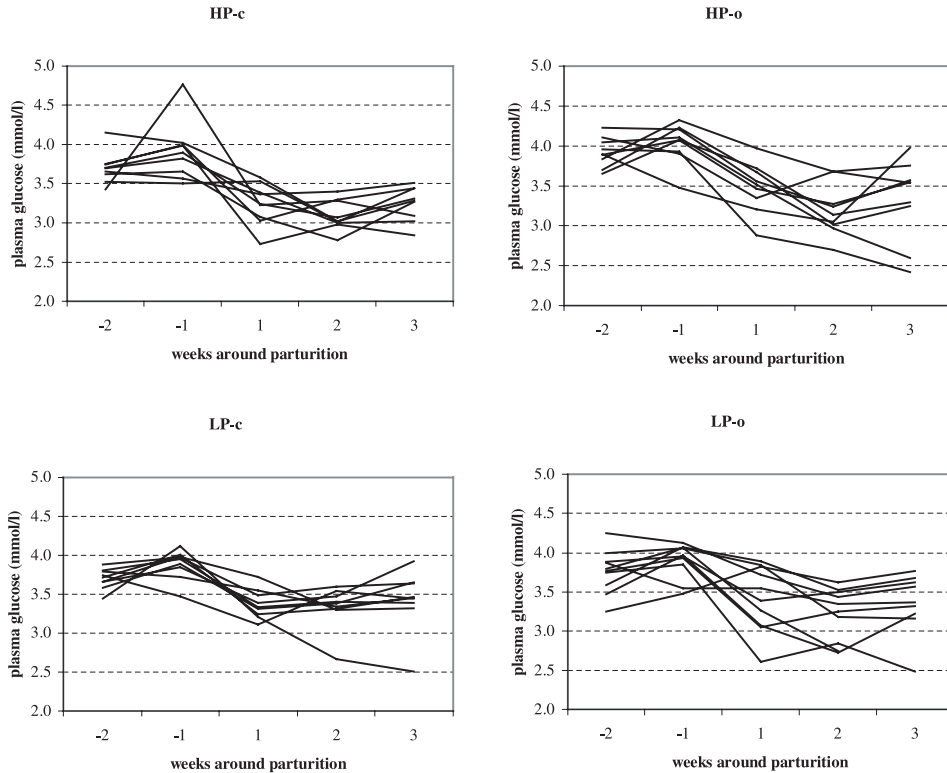 HP-c
HP-o
plasma glucose (mmol/l)
5.0
4.5
4.0
3.5
3.0
2.5
2.0
-2 -1 1 2 3
weeks around parturition
plasma glucose (mmol/l)
5.0
4.5
4.0
3.5
3.0
2.5
2.0
-2 -1 1 2 3
weeks around parturition
LP-c
LP-o
plasma glucose (mmol/l)
5.0
4.5
4.0
3.5
3.0
2.5
2.0
-2 -1 1 2 3
weeks around parturition
plasma glucose (mmol/l)
5.0
4.5
4.0
3.5
3.0
2.5
2.0
-2 -1 1 2 3
weeks around parturition